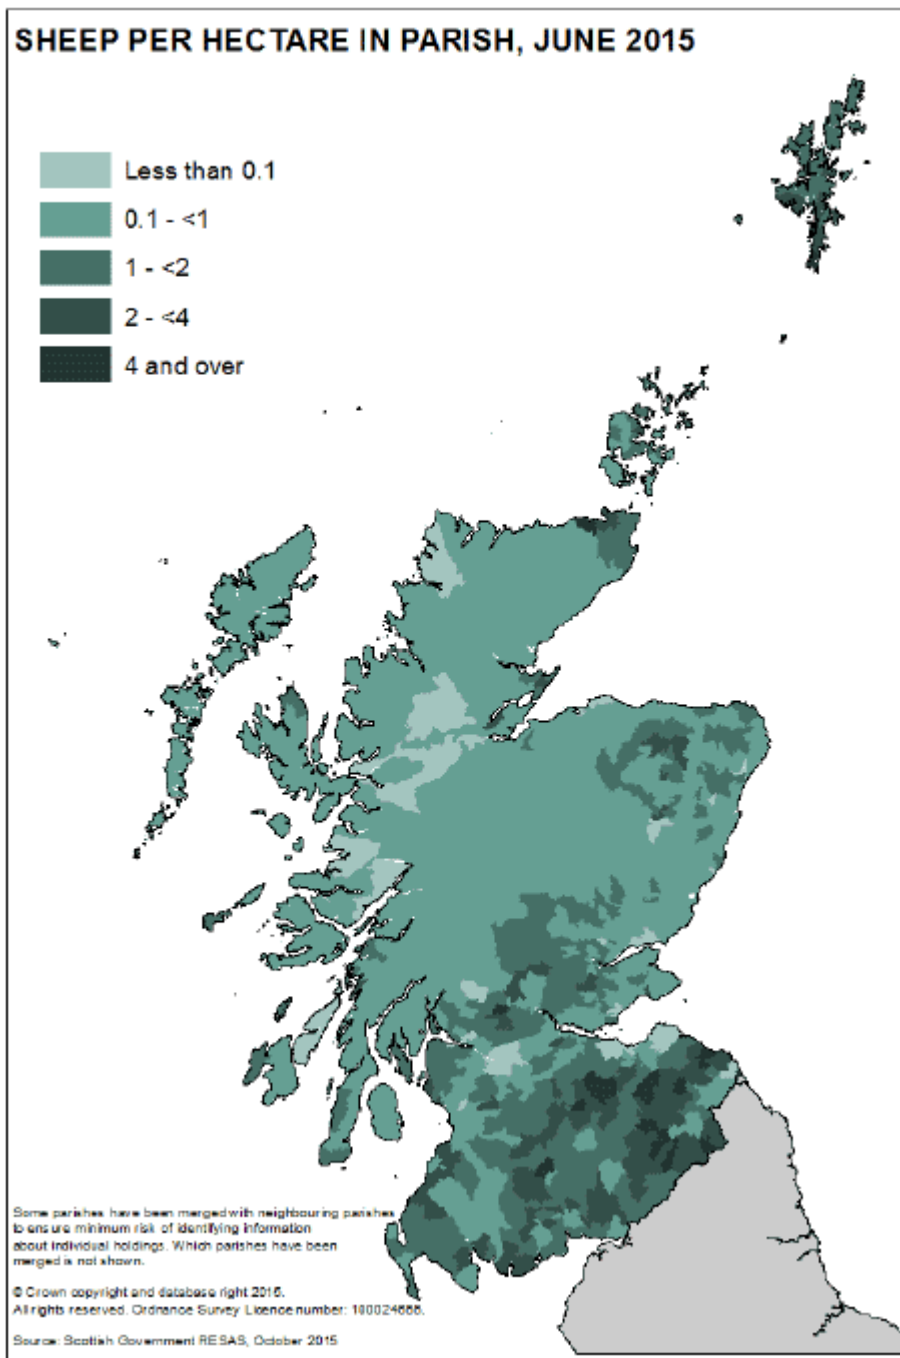 SHEEP PER HECTARE IN PARISH, JUNE 2015
Less than 0.1
0.1 - <1
1 - <2
2 - <4
4 and over
Some parishes have been merged with neighbouring parishes
to ensure minimum risk of identifying information
about individual holdings. Which parishes have been
merged is not shown.
© Crown copyright and database right 2015.
All rights reserved. Ordnance Survey Licence number:
Source: Scottish Government RESAS, October 2015